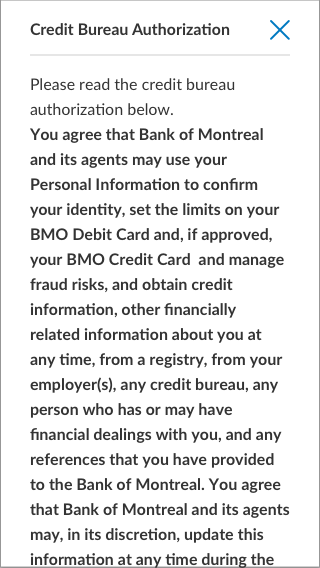 Credit Bureau Authorization
Please read the credit bureau
authorization below.
You agree that Bank of Montreal
and its agents may use your
Personal Information to confirm
your identity, set the limits on your
BMO Debit Card and, if approved,
your BMO Credit Card  and manage
fraud risks, and obtain credit
information, other financially
related information about you at
any time, from a registry, from your
employer(s), any credit bureau, any
person who has or may have
financial dealings with you, and any
references that you have provided
to the Bank of Montreal. You agree
that Bank of Montreal and its agents
may, in its discretion, update this
information at any time during the